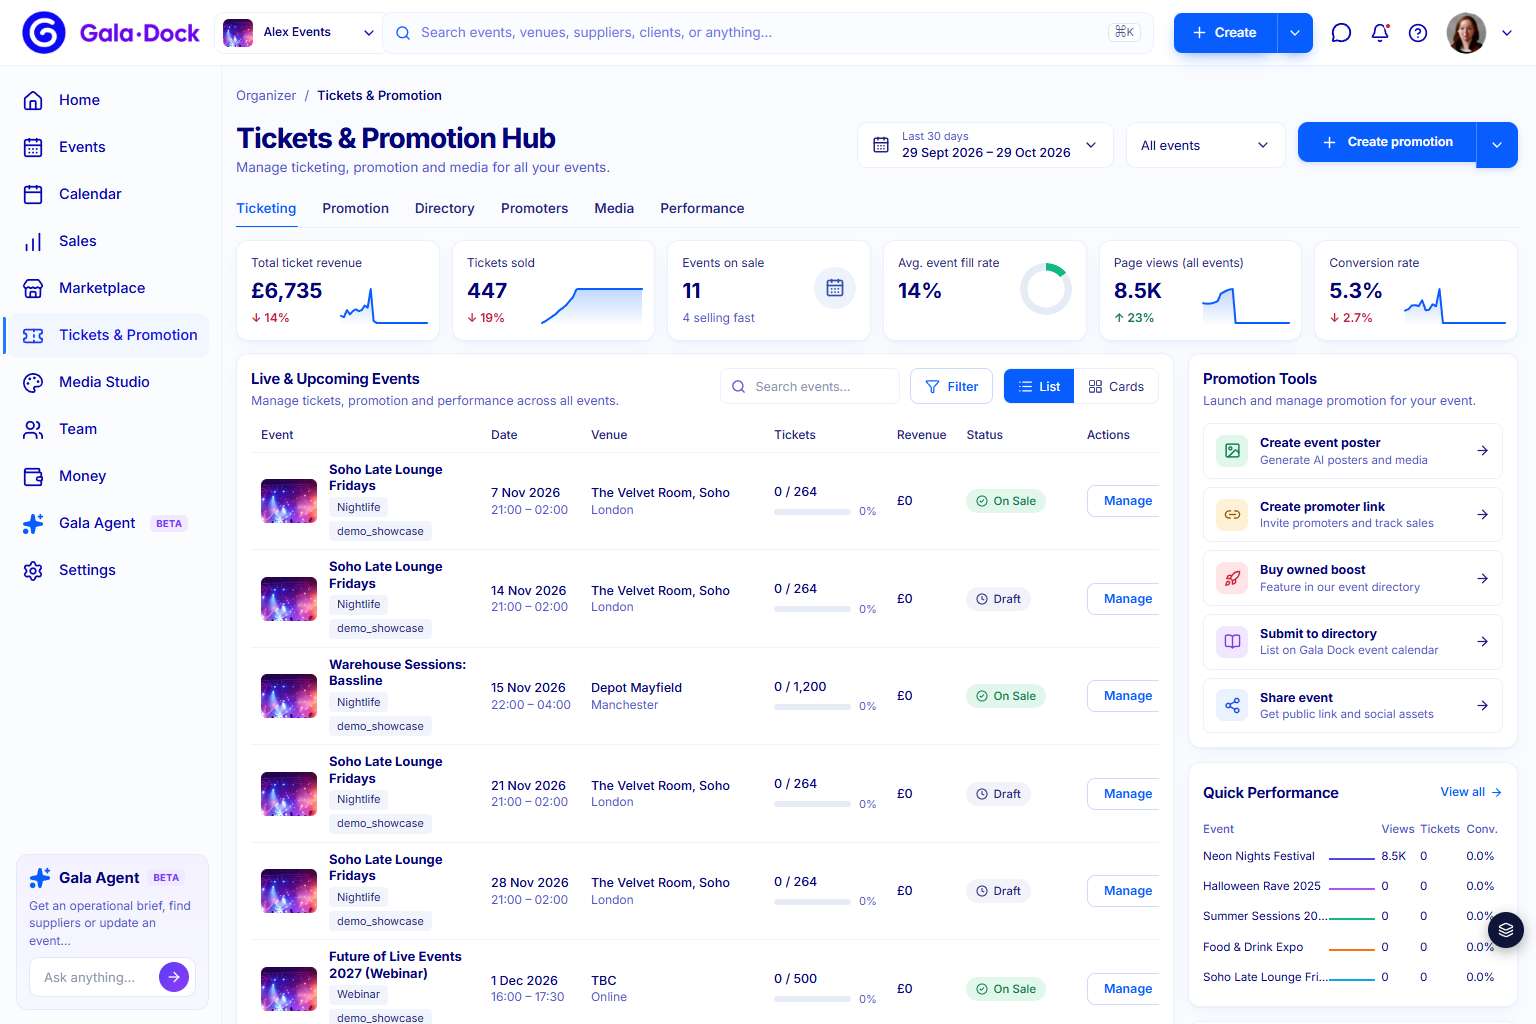 Gala·Dock
Alex Events
Search events, venues, suppliers, clients, or anything...
⌘K
+ Create
Home
Events
Calendar
Sales
Marketplace
Tickets & Promotion
Media Studio
Team
Money
Gala Agent BETA
Settings
Gala Agent BETA
Get an operational brief, find
suppliers or update an
event...
Ask anything...
Organizer / Tickets & Promotion
Tickets & Promotion Hub
Manage ticketing, promotion and media for all your events.
Last 30 days
29 Sept 2026 – 29 Oct 2026
All events
+ Create promotion
Ticketing Promotion Directory Promoters Media Performance
Total ticket revenue
£6,735
↓ 14%
Tickets sold
447
↓ 19%
Events on sale
11
4 selling fast
Avg. event fill rate
14%
Page views (all events)
8.5K
↑ 23%
Conversion rate
5.3%
↓ 2.7%
Live & Upcoming Events
Manage tickets, promotion and performance across all events.
Search events...
Filter
List
Cards
Event Date Venue Tickets Revenue Status Actions
Soho Late Lounge
Fridays
Nightlife
demo_showcase
7 Nov 2026
21:00 – 02:00
The Velvet Room, Soho
London
0 / 264
0%
£0
On Sale
Manage
Soho Late Lounge
Fridays
Nightlife
demo_showcase
14 Nov 2026
21:00 – 02:00
The Velvet Room, Soho
London
0 / 264
0%
£0
Draft
Manage
Warehouse Sessions:
Bassline
Nightlife
demo_showcase
15 Nov 2026
22:00 – 04:00
Depot Mayfield
Manchester
0 / 1,200
0%
£0
On Sale
Manage
Soho Late Lounge
Fridays
Nightlife
demo_showcase
21 Nov 2026
21:00 – 02:00
The Velvet Room, Soho
London
0 / 264
0%
£0
Draft
Manage
Soho Late Lounge
Fridays
Nightlife
demo_showcase
28 Nov 2026
21:00 – 02:00
The Velvet Room, Soho
London
0 / 264
0%
£0
Draft
Manage
Future of Live Events
2027 (Webinar)
Webinar
demo_showcase
1 Dec 2026
16:00 – 17:30
TBC
Online
0 / 500
0%
£0
On Sale
Manage
Promotion Tools
Launch and manage promotion for your event.
Create event poster
Generate AI posters and media
Create promoter link
Invite promoters and track sales
Buy owned boost
Feature in our event directory
Submit to directory
List on Gala Dock event calendar
Share event
Get public link and social assets
Quick Performance
View all →
Event Views Tickets Conv.
Neon Nights Festival 8.5K 0 0.0%
Halloween Rave 2025 0 0 0.0%
Summer Sessions 20... 0 0 0.0%
Food & Drink Expo 0 0 0.0%
Soho Late Lounge Fri... 0 0 0.0%